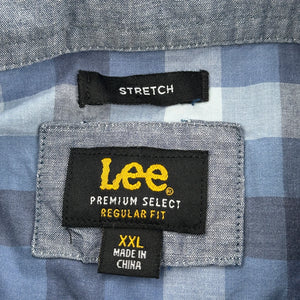 STRETCH
Lee®
PREMIUM SELECT
REGULAR FIT
XXL
MADE IN
CHINA